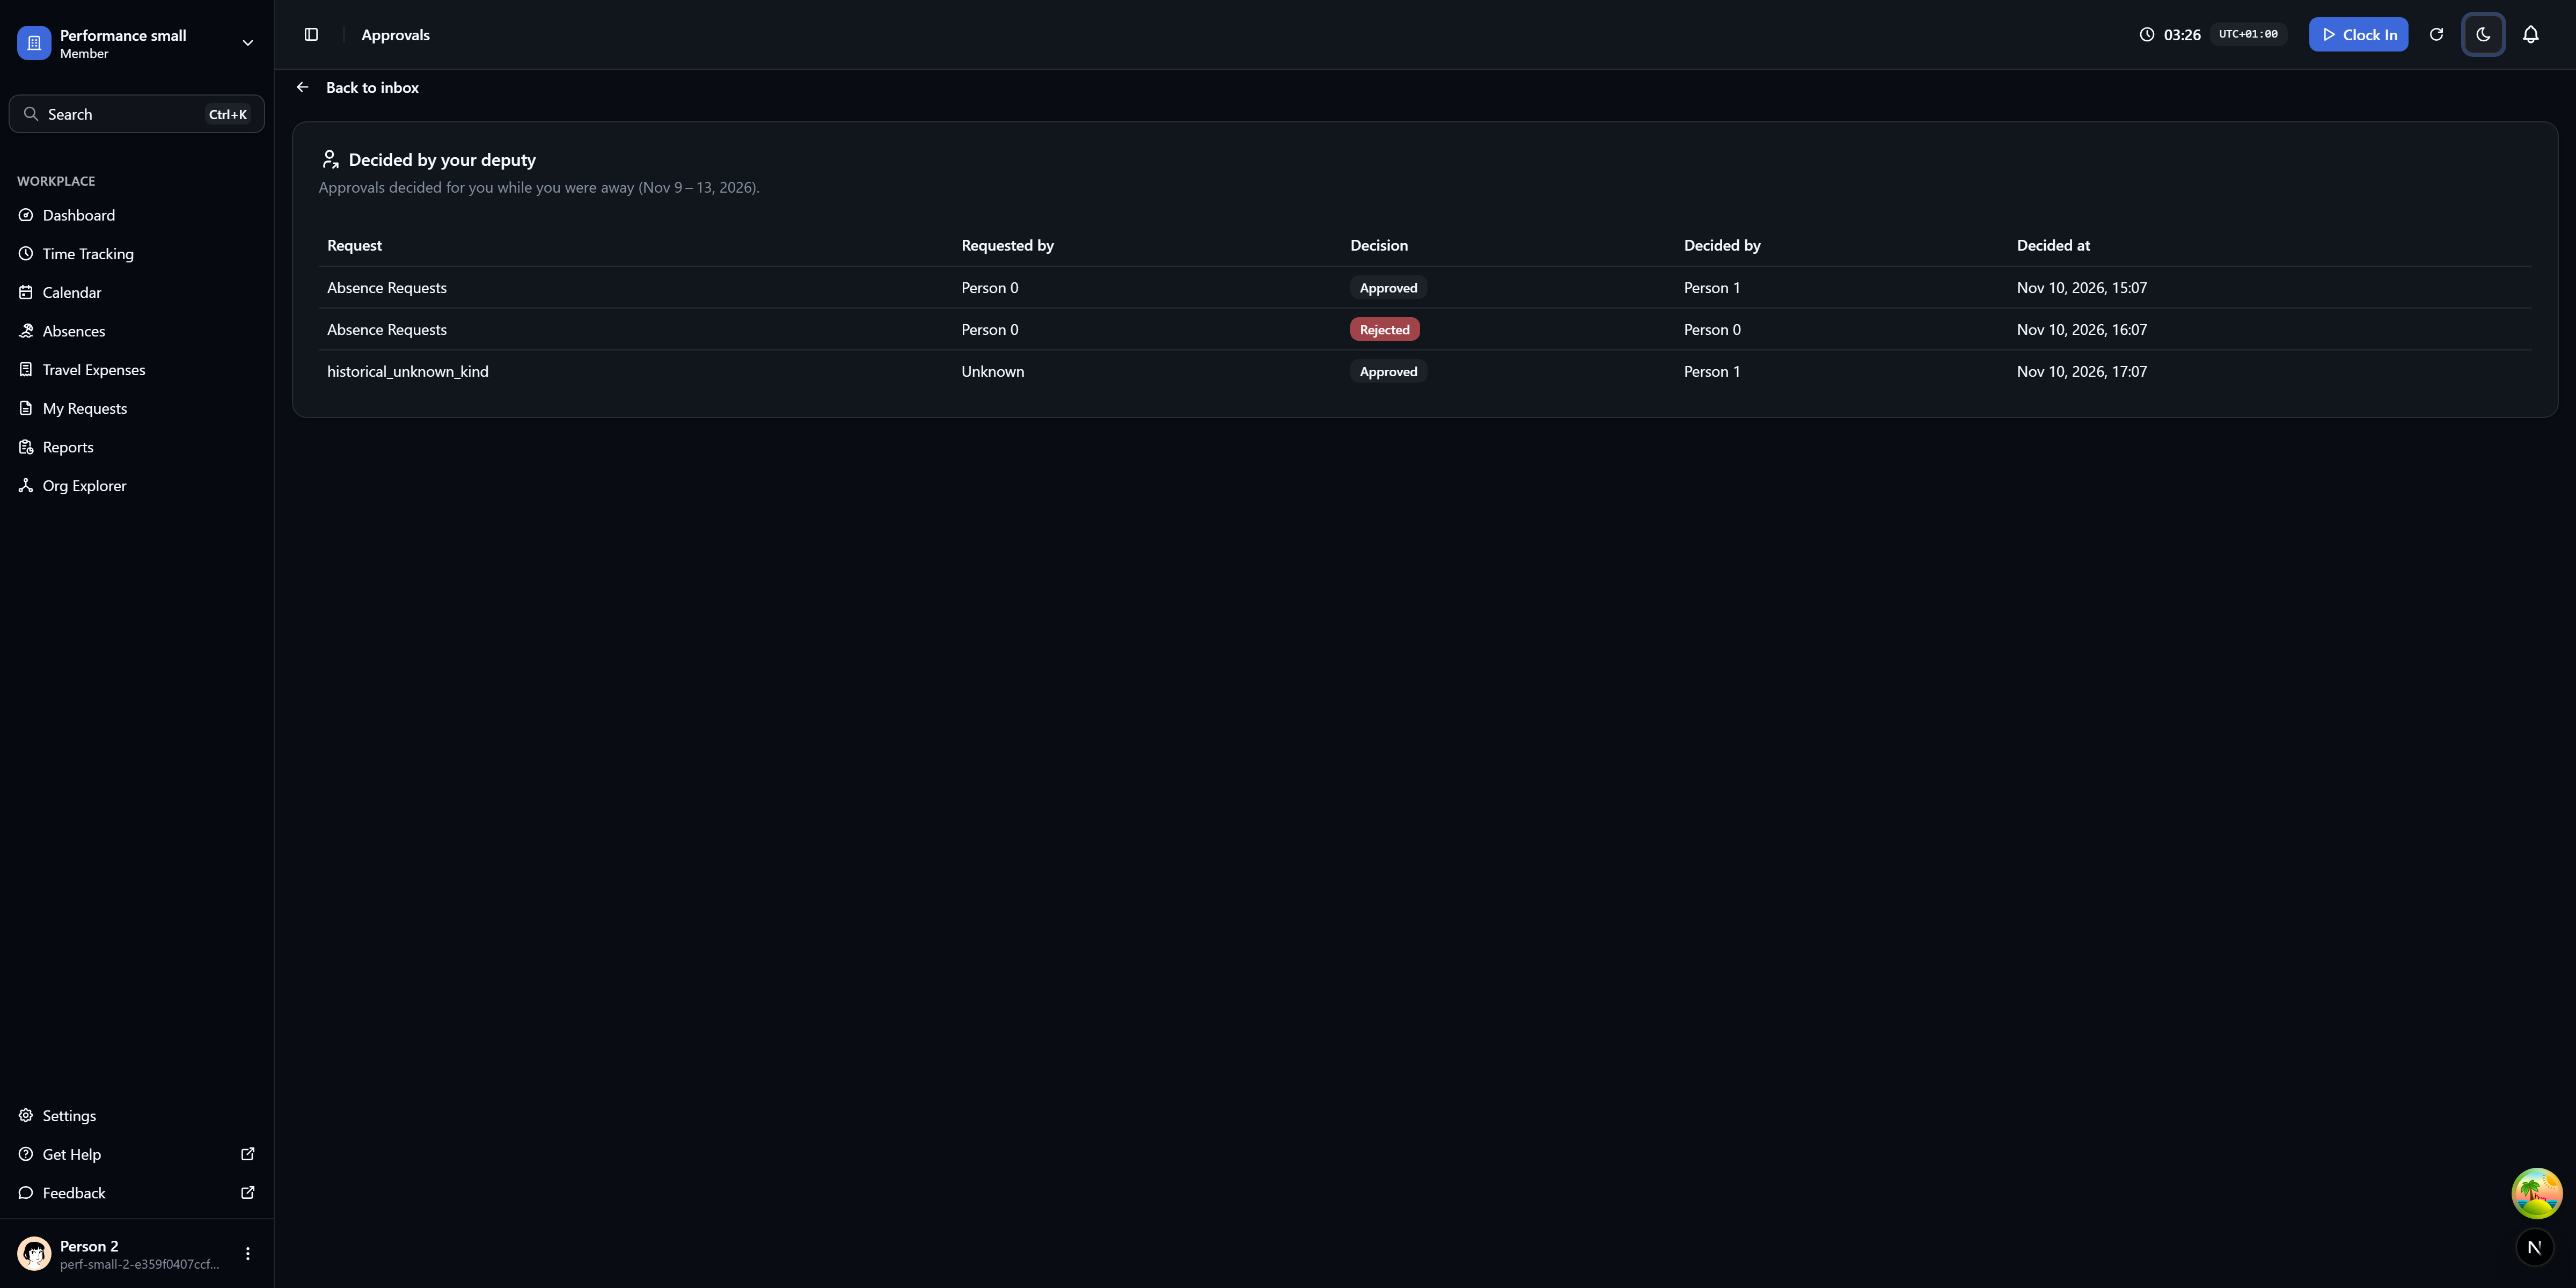 Performance small
Member
Search
Ctrl+K
WORKPLACE
Dashboard
Time Tracking
Calendar
Absences
Travel Expenses
My Requests
Reports
Org Explorer
Settings
Get Help
Feedback
Person 2
perf-small-2-e359f0407ccf...
Approvals
03:26 UTC+01:00 Clock In
Back to inbox
Decided by your deputy
Approvals decided for you while you were away (Nov 9 – 13, 2026).
Request Requested by Decision Decided by Decided at
Absence Requests Person 0 Approved Person 1 Nov 10, 2026, 15:07
Absence Requests Person 0 Rejected Person 0 Nov 10, 2026, 16:07
historical_unknown_kind Unknown Approved Person 1 Nov 10, 2026, 17:07
N